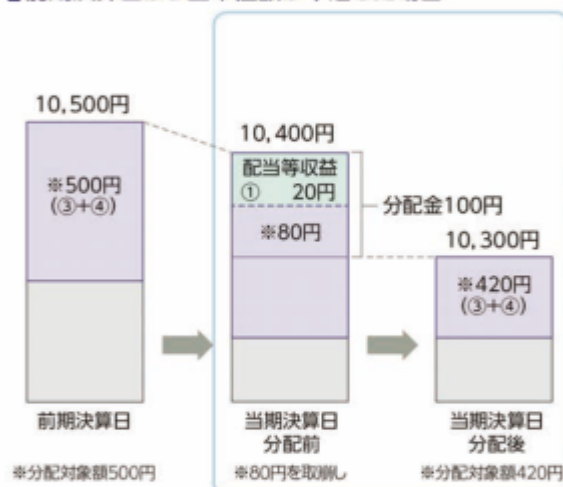 10,500円
※500円
(③+④)
前期決算日
※分配対象額500円
10,400円
配当等収益
① 20円
※80円
分配金100円
当期決算日
分配前
※80円を取崩し
10,300円
※420円
(③+④)
当期決算日
分配後
※分配対象額420円